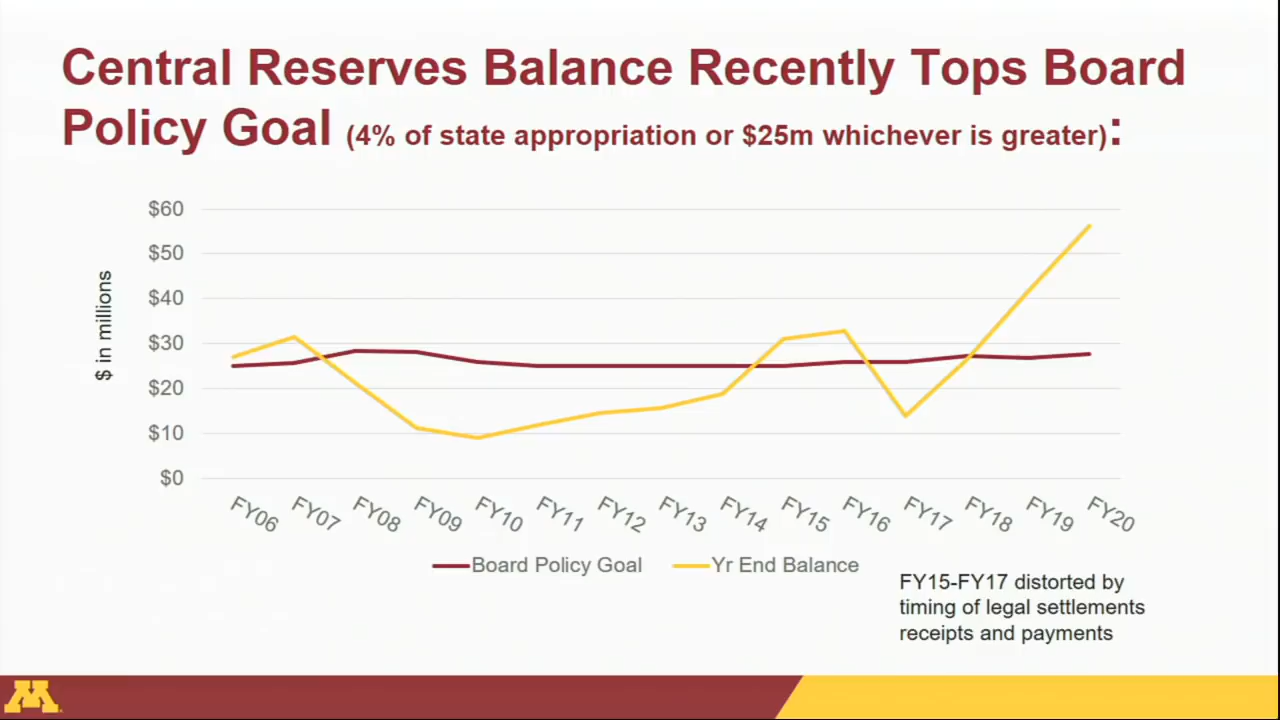 Central Reserves Balance Recently Tops Board
Policy Goal (4% of state appropriation or $25m whichever is greater):
$ in millions
$60
$50
$40
$30
$20
$10
$0
FY06
FY07
FY08
FY09
FY10
FY11
FY12
FY13
FY14
FY15
FY16
FY17
FY18
FY19
FY20
Board Policy Goal
Yr End Balance
FY15-FY17 distorted by
timing of legal settlements
receipts and payments
M